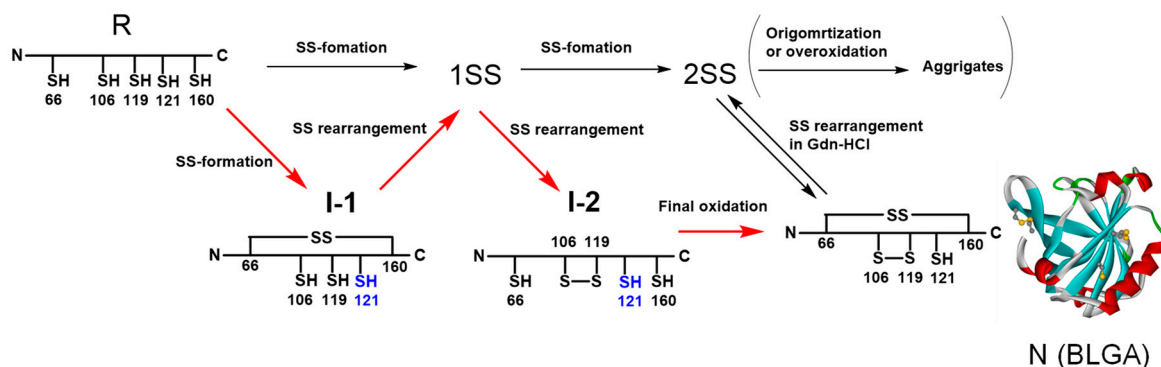 R
N
C
SH SH SH SH SH
66 106 119 121 160
SS-fomation
1SS
SS-fomation
2SS
Origomrtization
or overoxidation
Aggrigates
SS-formation
SS rearrangement
SS rearrangement
SS rearrangement
in Gdn-HCl
I-1
SS
N
C
66
160
SH SH SH
106 119 121
I-2
106 119
N
C
SH S S SH SH
66
121 160
Final oxidation
SS
N
C
66
160
S S SH
106 119 121
N (BLGA)